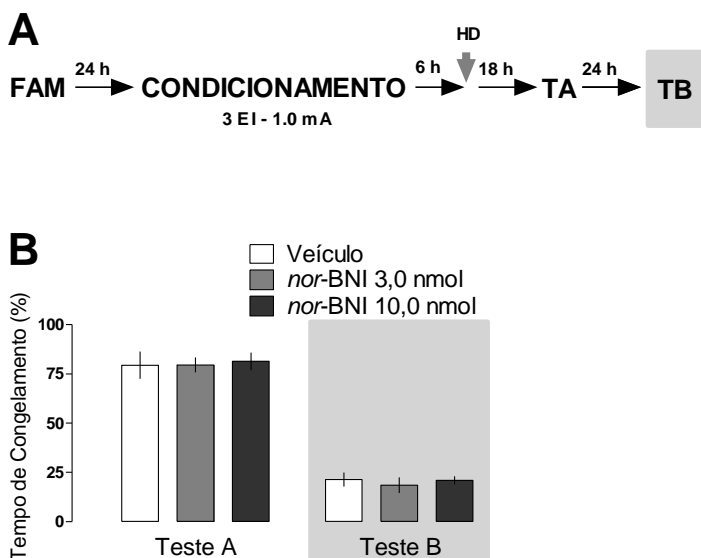 A
HD
24 h 6 h 18 h 24 h
FAM CONDICIONAMENTO TA TB
3 EI - 1.0 mA
B
Veículo
nor-BNI 3,0 nmol
nor-BNI 10,0 nmol
Tempo de Congelamento (%)
100
75
50
25
0
Teste A Teste B